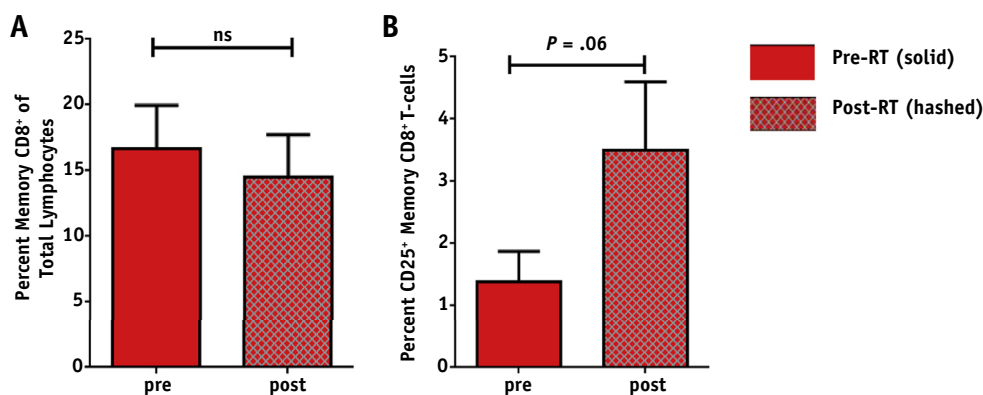 A
Percent Memory CD8⁺ of
Total Lymphocytes
25
20
15
10
5
0
ns
pre
post
B
Percent CD25⁺ Memory CD8⁺ T-cells
5
4
3
2
1
0
P = .06
pre
post
Pre-RT (solid)
Post-RT (hashed)